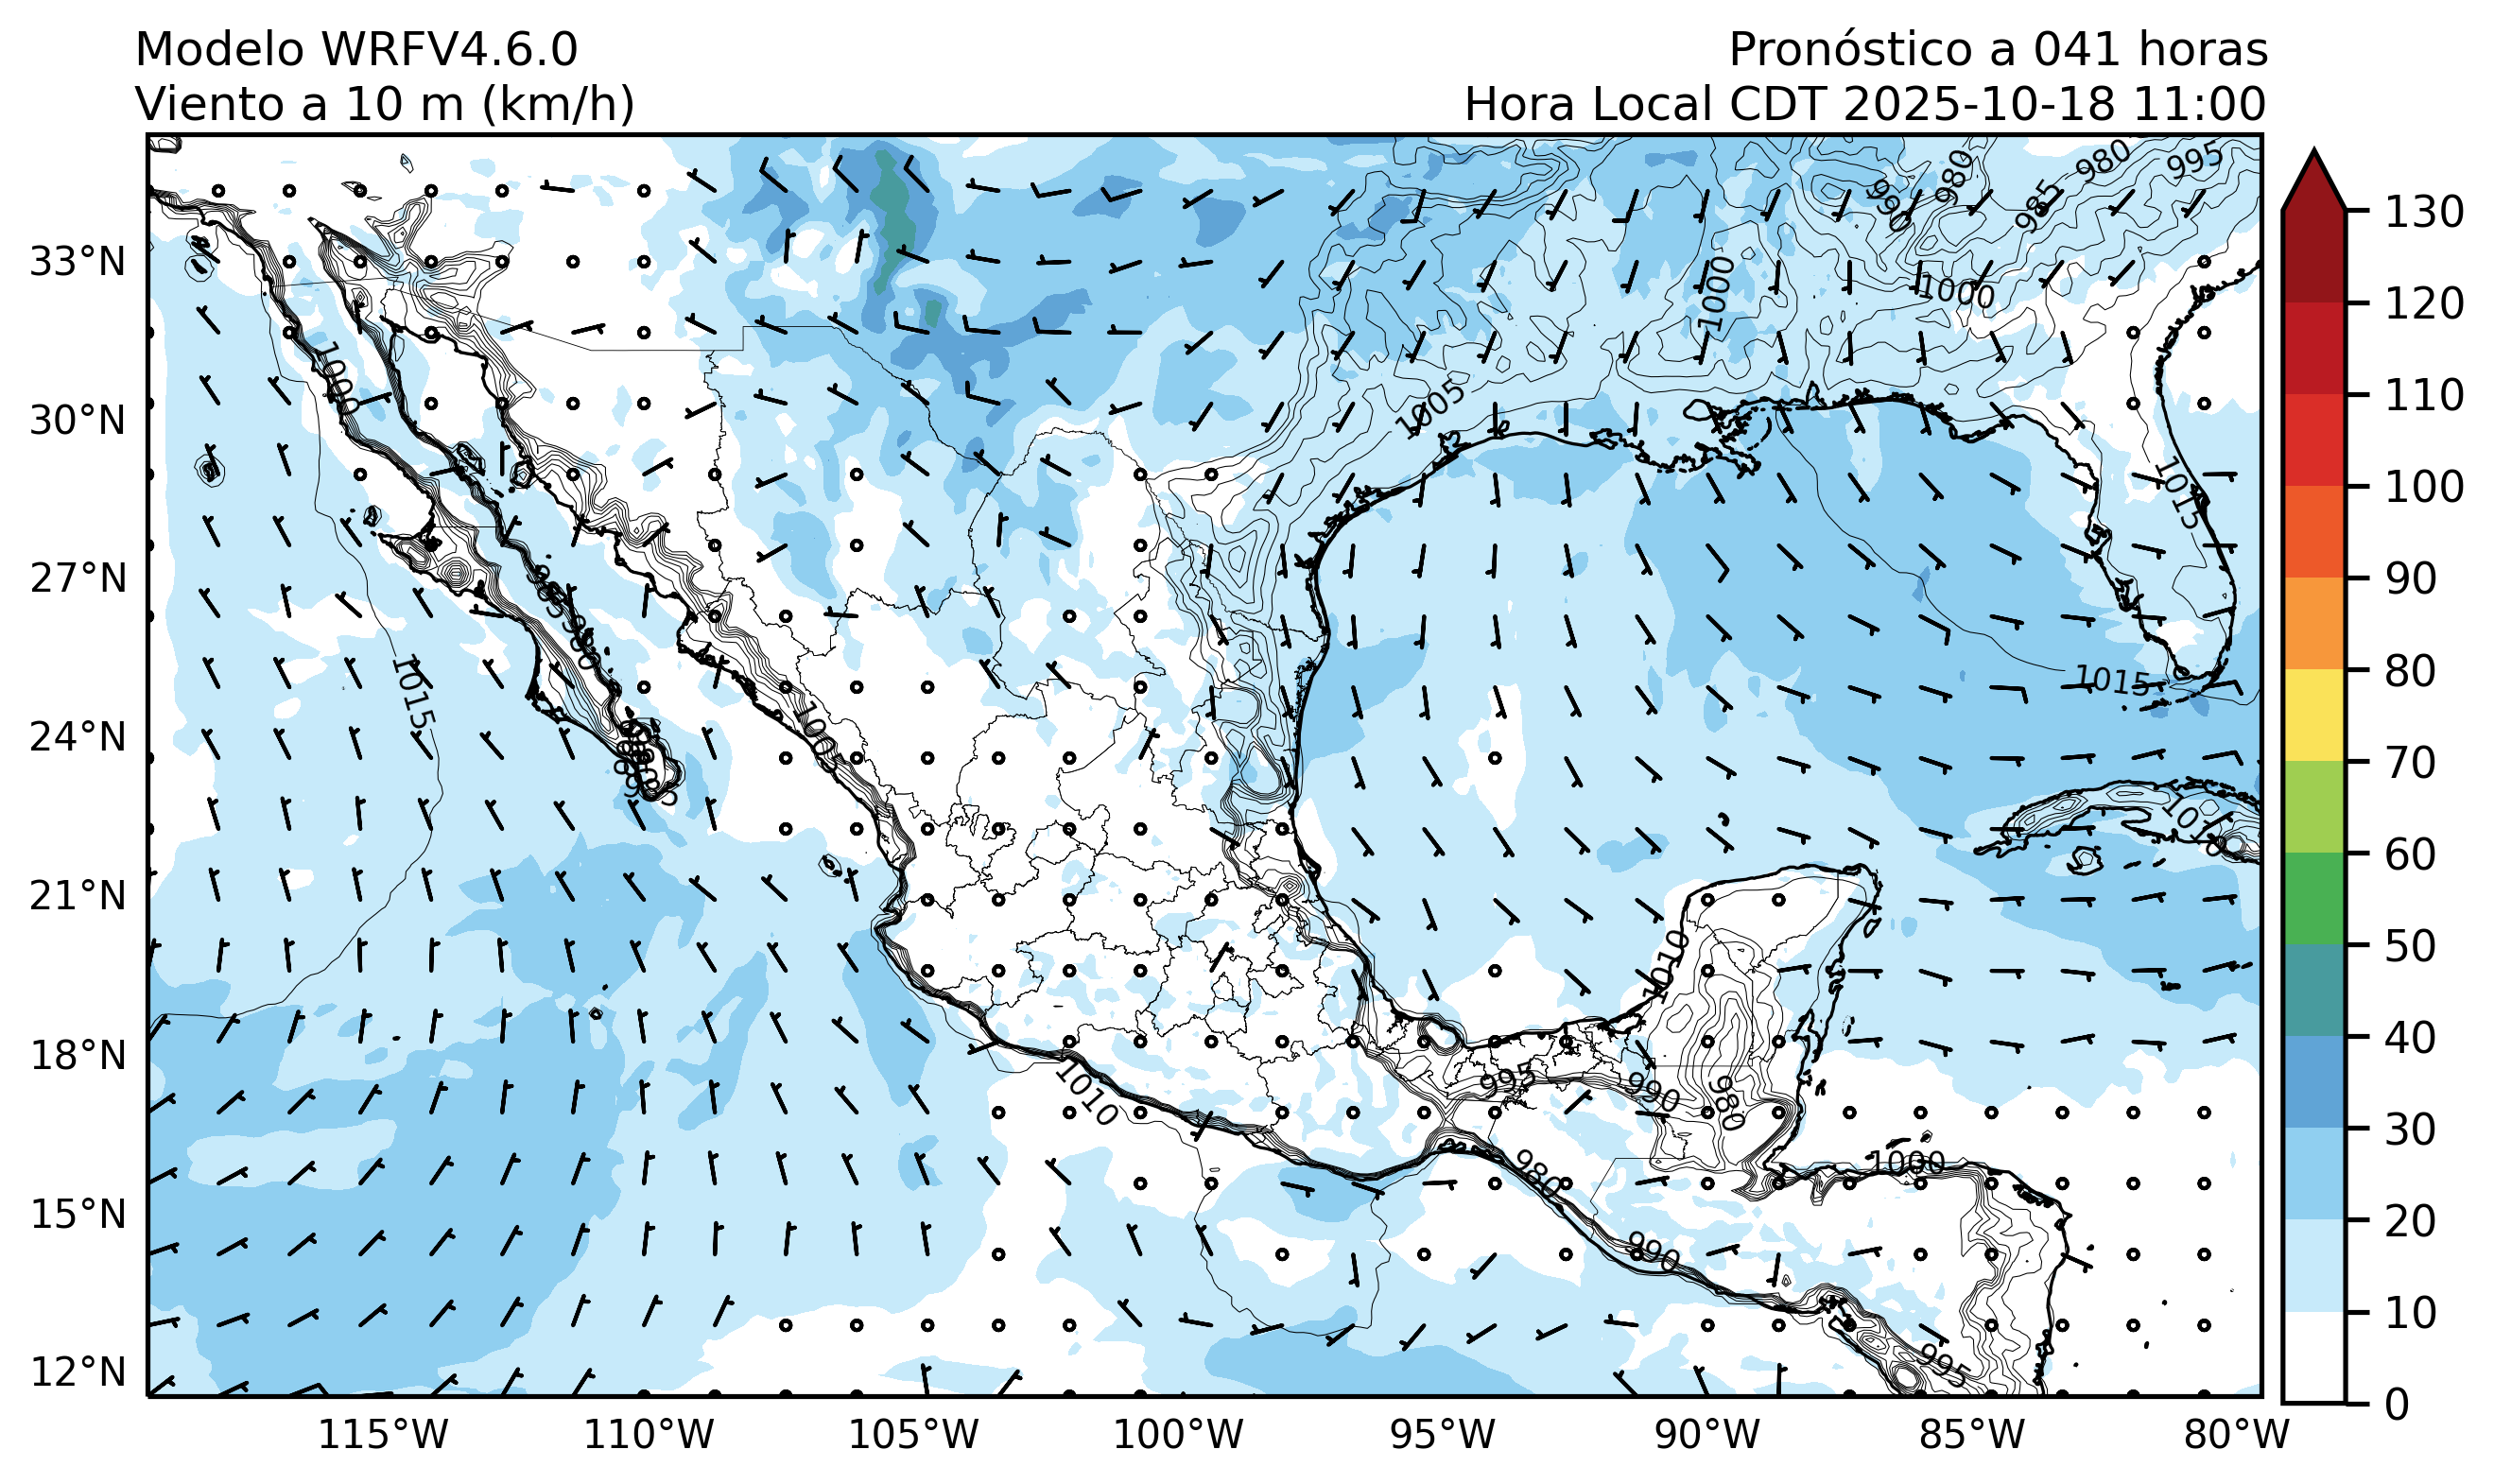 Modelo WRFV4.6.0
Viento a 10 m (km/h)
Pronóstico a 041 horas
Hora Local CDT 2025-10-18 11:00
33°N
30°N
27°N
24°N
21°N
18°N
15°N
12°N
115°W
110°W
105°W
100°W
95°W
90°W
85°W
80°W
130
120
110
100
90
80
70
60
50
40
30
20
10
0
980
995
980
990
985
1000
1000
1000
1005
1015
1015
1015
1005
1010
1010
1010
995
990
980
980
1000
990
995